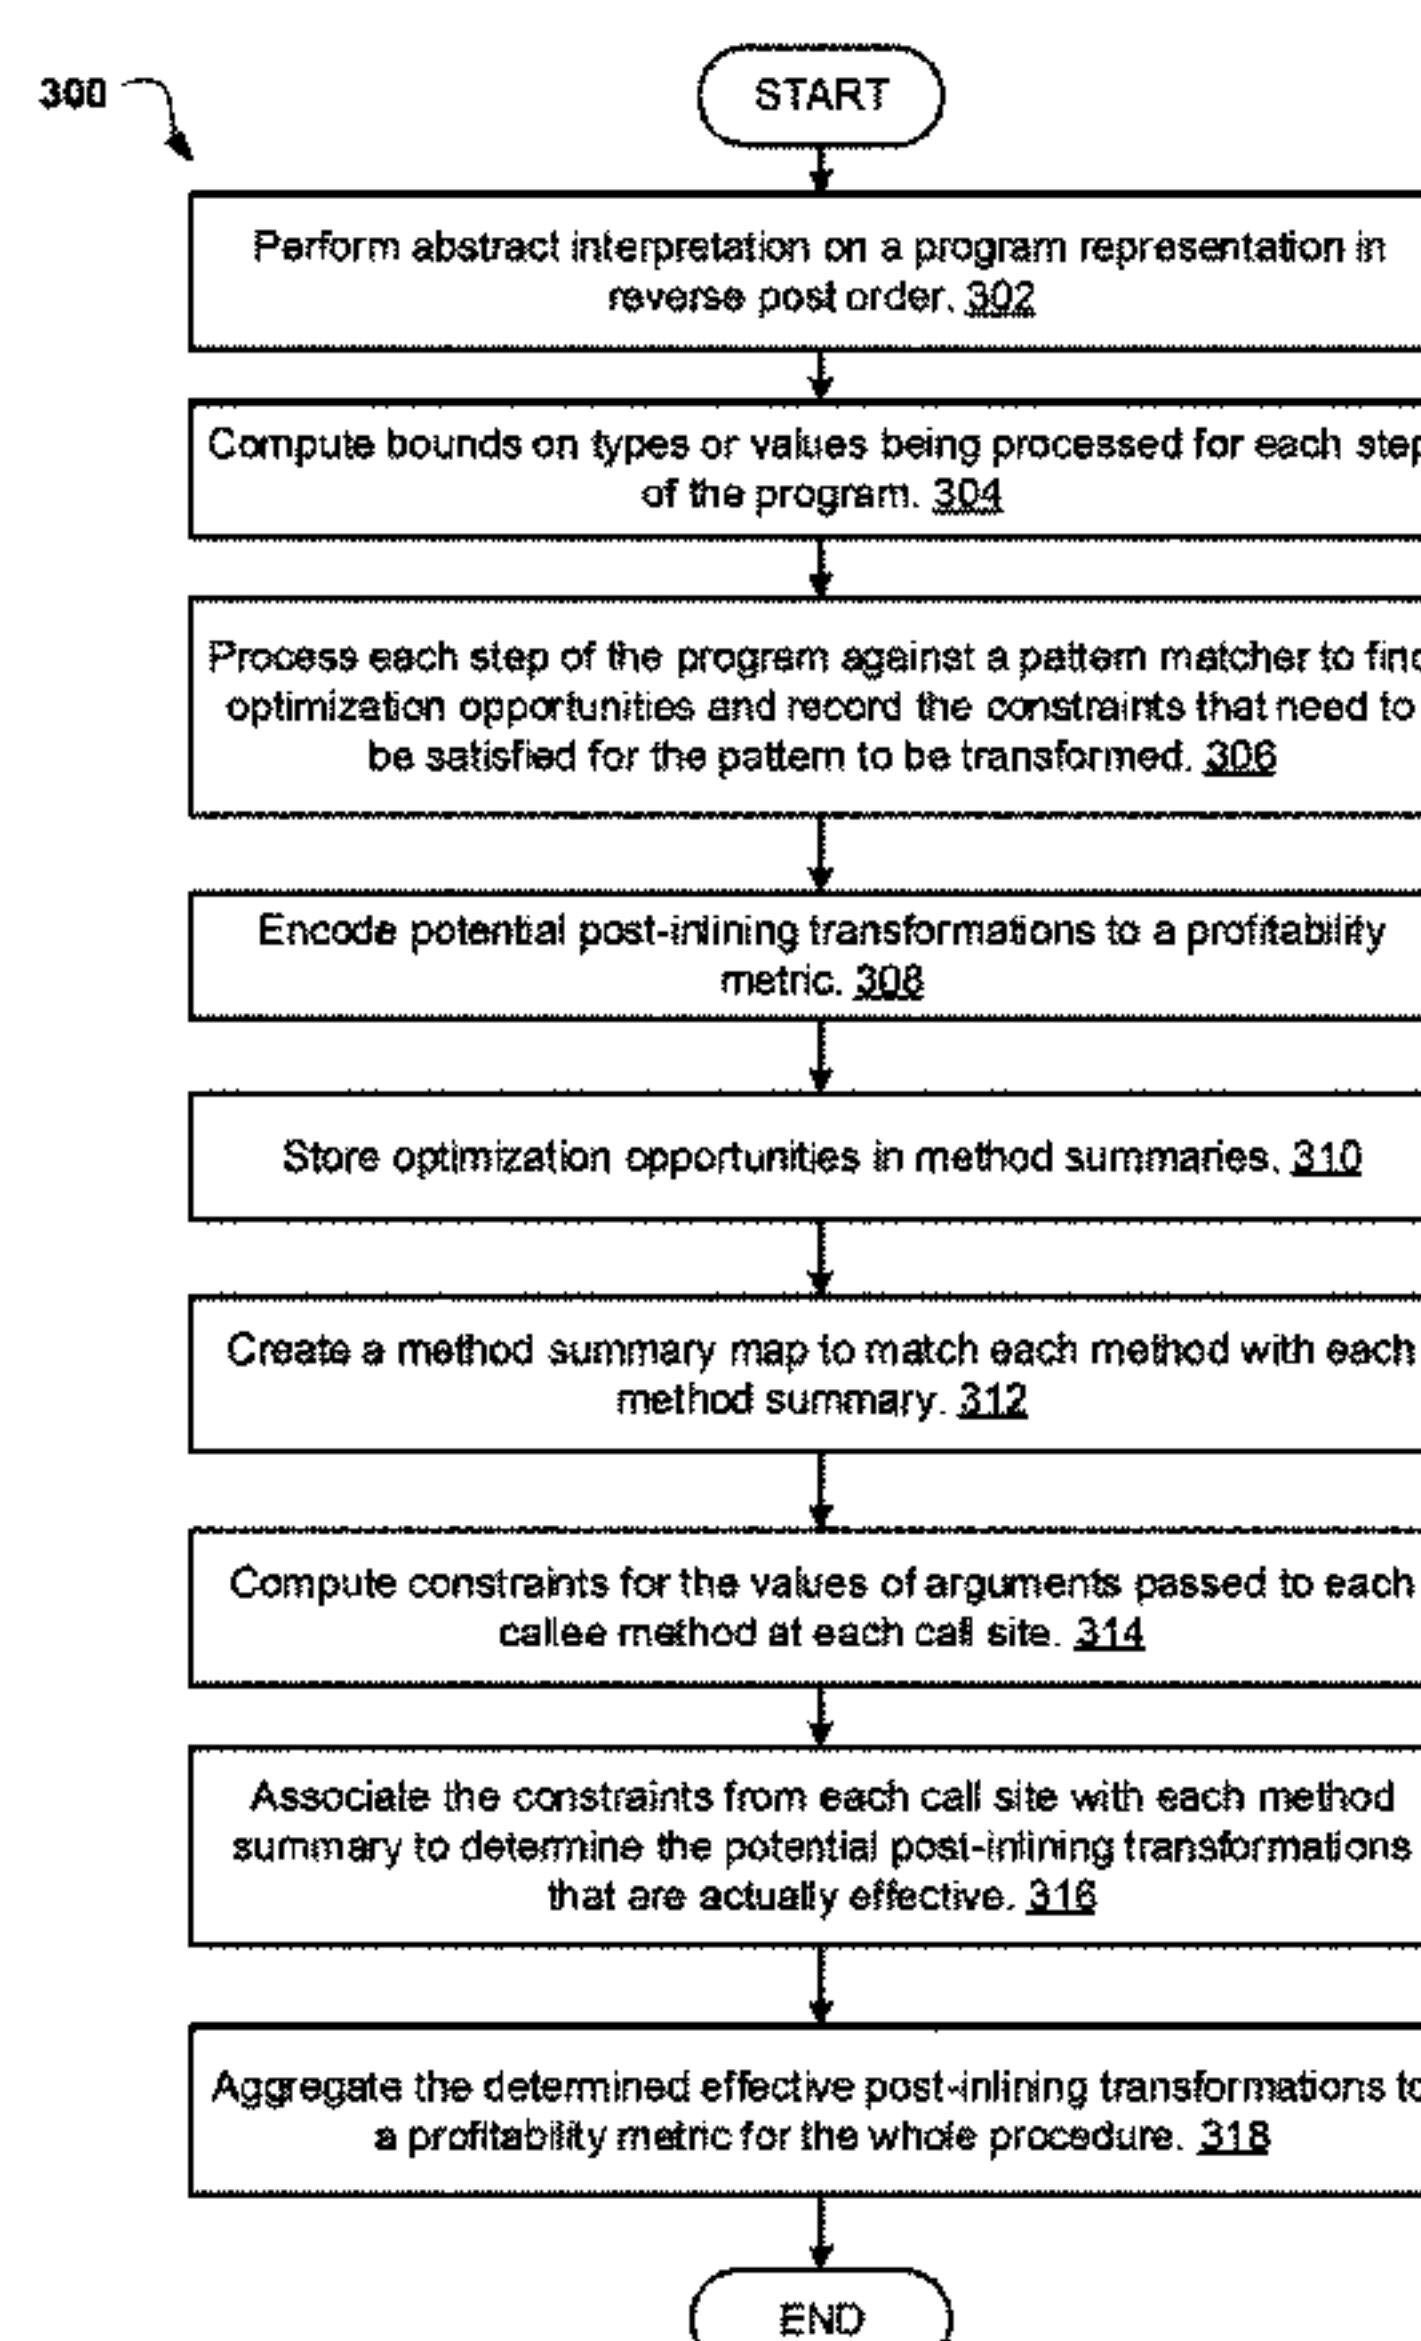 300
START
Perform abstract interpretation on a program representation in
reverse post order. 302
Compute bounds on types or values being processed for each step
of the program. 304
Process each step of the program against a pattern matcher to find
optimization opportunities and record the constraints that need to
be satisfied for the pattern to be transformed. 306
Encode potential post-inlining transformations to a profitability
metric. 308
Store optimization opportunities in method summaries. 310
Create a method summary map to match each method with each
method summary. 312
Compute constraints for the values of arguments passed to each
callee method at each call site. 314
Associate the constraints from each call site with each method
summary to determine the potential post-inlining transformations
that are actually effective. 316
Aggregate the determined effective post-inlining transformations to
a profitability metric for the whole procedure. 318
END